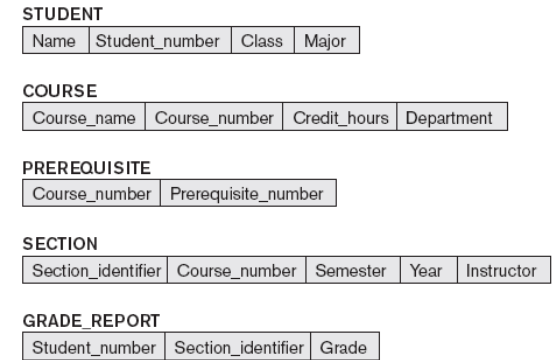 STUDENT
Name Student_number Class Major
COURSE
Course_name Course_number Credit_hours Department
PREREQUISITE
Course_number Prerequisite_number
SECTION
Section_identifier Course_number Semester Year Instructor
GRADE_REPORT
Student_number Section_identifier Grade